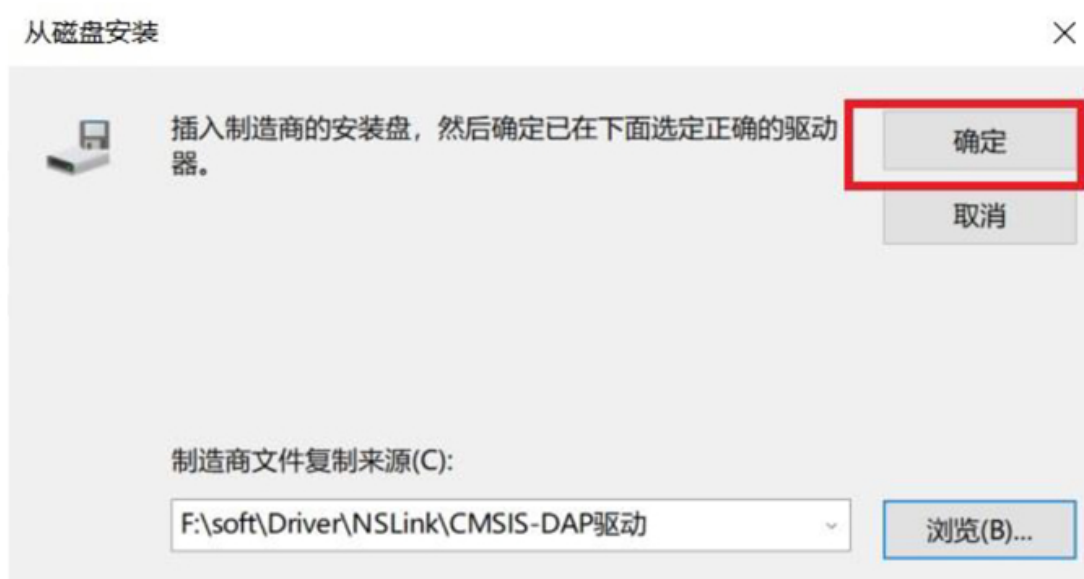 从磁盘安装
插入制造商的安装盘，然后确定已在下面选定正确的驱动
器。
确定
取消
制造商文件复制来源(C):
F:\soft\Driver\NSLink\CMSIS-DAP驱动
浏览(B)...